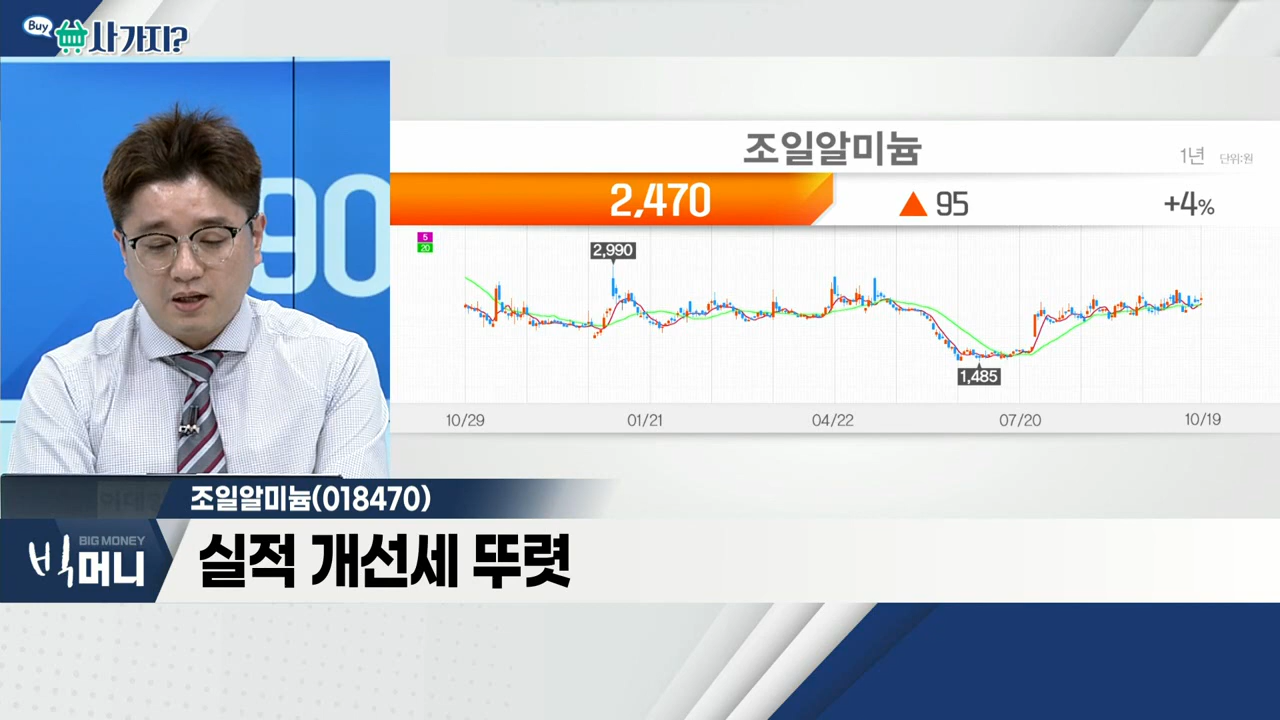 Buy
사가지?
90
조일알미늄
1년 단위:원
2,470 ▲ 95 +4%
5
20
2,990
1,485
10/29 01/21 04/22 07/20 10/19
조일알미늄(018470)
BIG MONEY
빅머니
실적 개선세 뚜렷